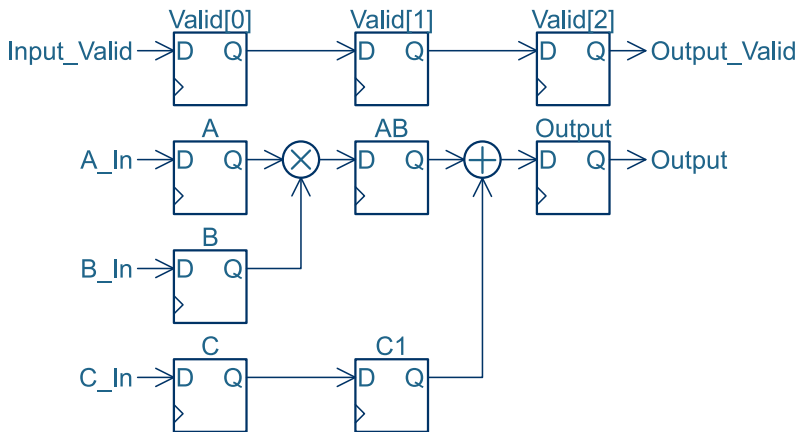 Valid[0] Valid[1] Valid[2]
Input_Valid D Q D Q D Q Output_Valid
A AB Output
A_In D Q D Q D Q Output
B
B_In D Q
C C1
C_In D Q D Q